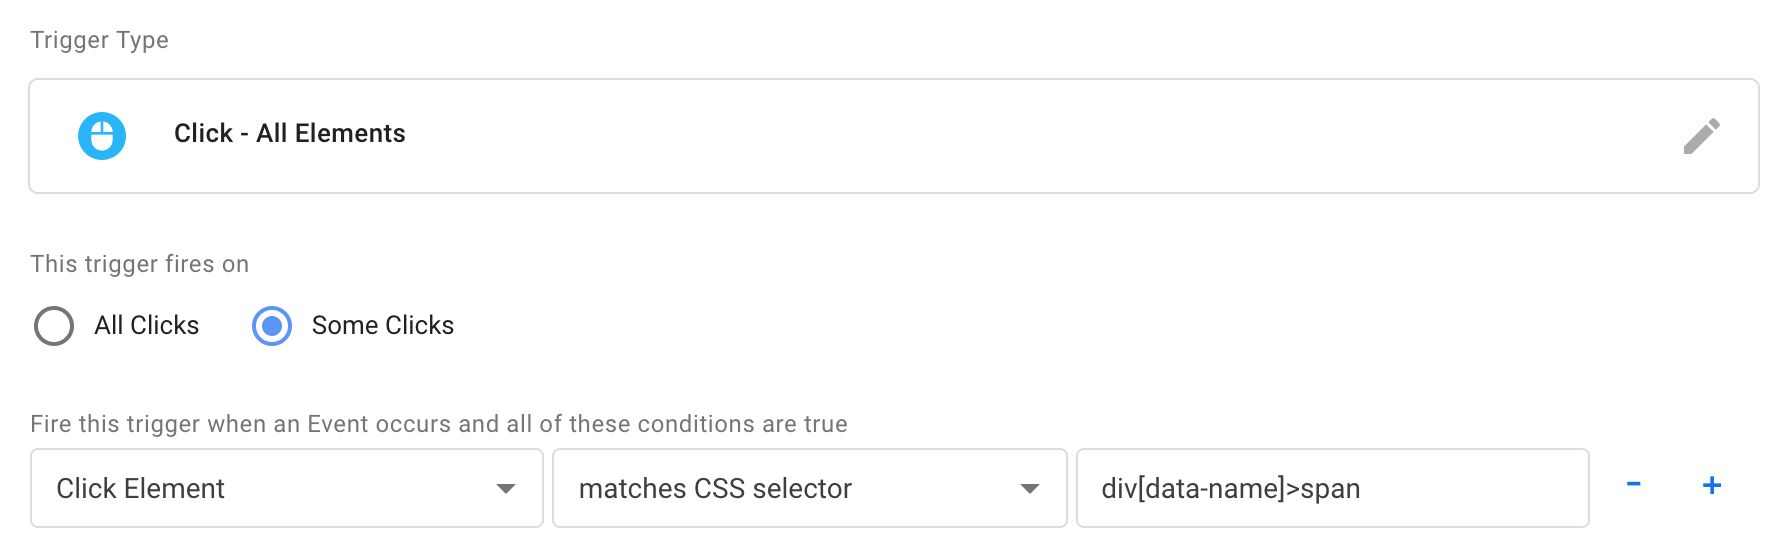 Trigger Type
Click - All Elements
This trigger fires on
All Clicks Some Clicks
Fire this trigger when an Event occurs and all of these conditions are true
Click Element matches CSS selector div[data-name]>span - +